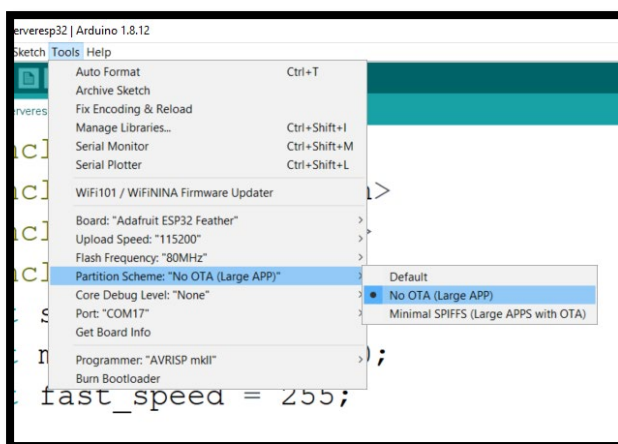 erveresp32 | Arduino 1.8.12
Sketch Tools Help
Auto Format Ctrl+T
Archive Sketch
Fix Encoding & Reload
Manage Libraries... Ctrl+Shift+I
Serial Monitor Ctrl+Shift+M
Serial Plotter Ctrl+Shift+L
WiFi101 / WiFiNINA Firmware Updater
Board: "Adafruit ESP32 Feather"
Upload Speed: "115200"
Flash Frequency: "80MHz"
Partition Scheme: "No OTA (Large APP)"
Core Debug Level: "None"
Port: "COM17"
Get Board Info
Programmer: "AVRISP mkII"
Burn Bootloader
Default
No OTA (Large APP)
Minimal SPIFFS (Large APPS with OTA)
fast_speed = 255;